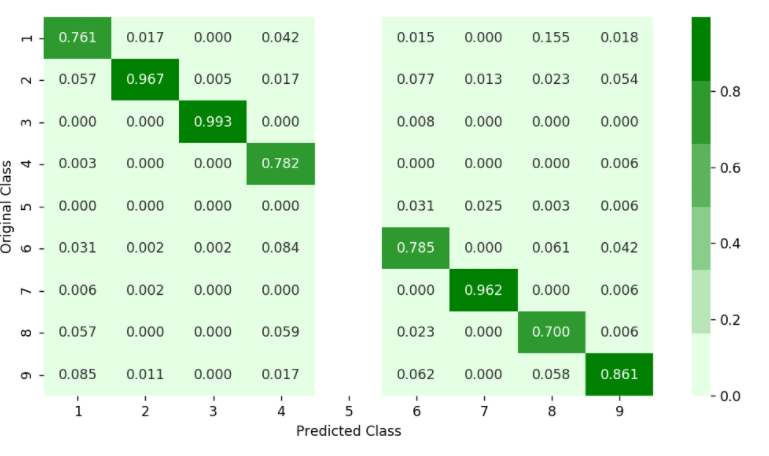 1 0.761 0.017 0.000 0.042 0.015 0.000 0.155 0.018
2 0.057 0.967 0.005 0.017 0.077 0.013 0.023 0.054
3 0.000 0.000 0.993 0.000 0.008 0.000 0.000 0.000
4 0.003 0.000 0.000 0.782 0.000 0.000 0.000 0.006
5 0.000 0.000 0.000 0.000 0.031 0.025 0.003 0.006
6 0.031 0.002 0.002 0.084 0.785 0.000 0.061 0.042
7 0.006 0.002 0.000 0.000 0.000 0.962 0.000 0.006
8 0.057 0.000 0.000 0.059 0.023 0.000 0.700 0.006
9 0.085 0.011 0.000 0.017 0.062 0.000 0.058 0.861
1 2 3 4 5 6 7 8 9
Predicted Class
Original Class
0.8
0.6
0.4
0.2
0.0